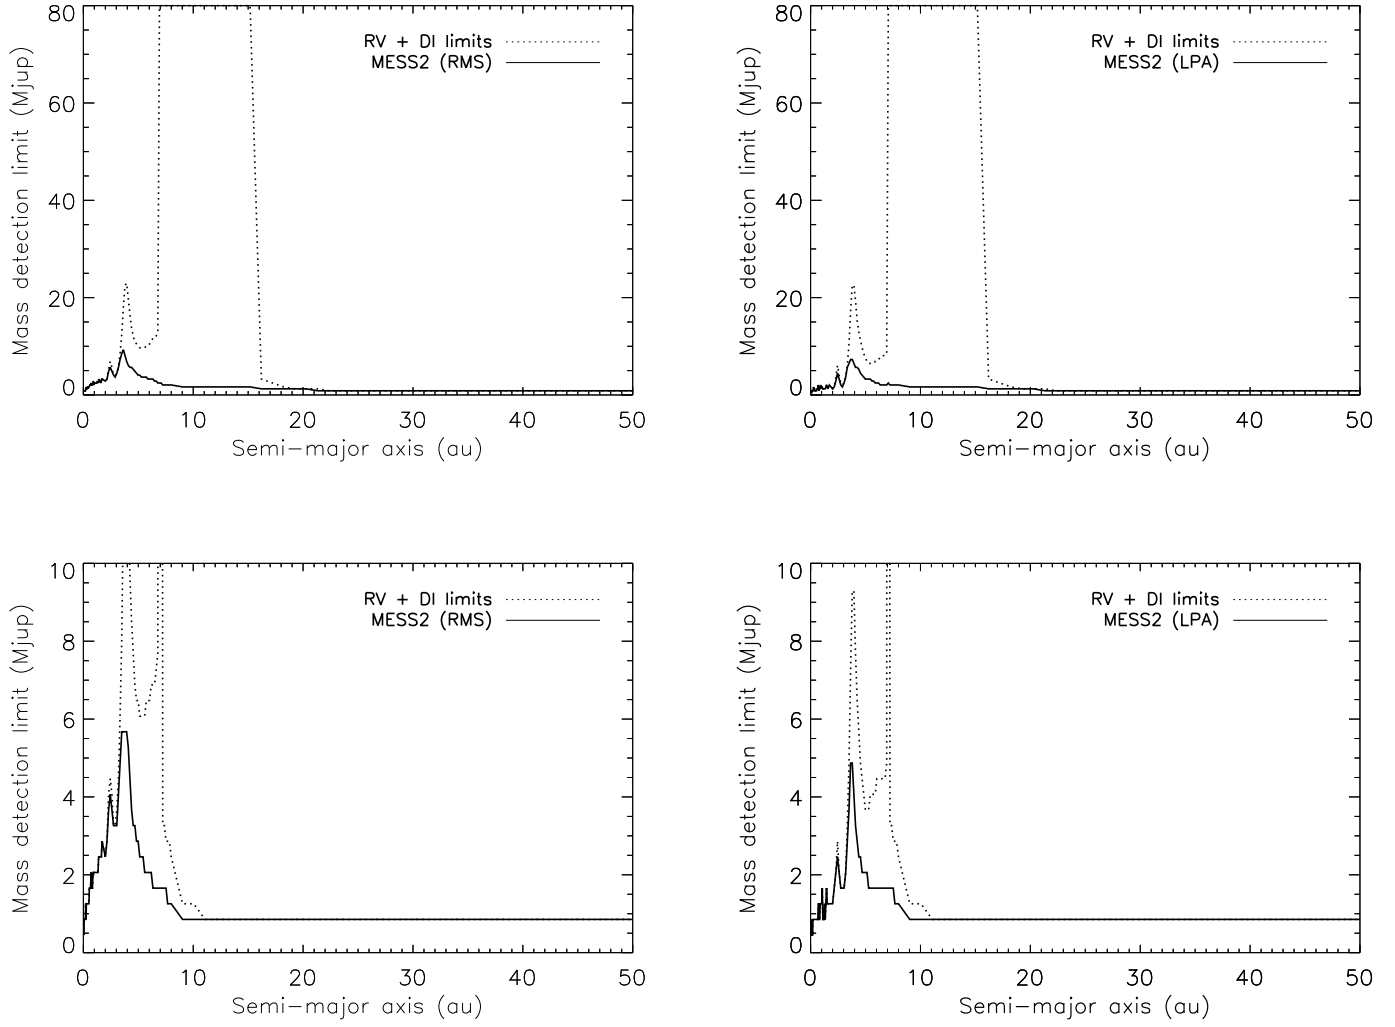 80
60
40
20
0
Mass detection limit (Mjup)
RV + DI limits
MESS2 (RMS)
0 10 20 30 40 50
Semi-major axis (au)
80
60
40
20
0
Mass detection limit (Mjup)
RV + DI limits
MESS2 (LPA)
0 10 20 30 40 50
Semi-major axis (au)
10
8
6
4
2
0
Mass detection limit (Mjup)
RV + DI limits
MESS2 (RMS)
0 10 20 30 40 50
Semi-major axis (au)
10
8
6
4
2
0
Mass detection limit (Mjup)
RV + DI limits
MESS2 (LPA)
0 10 20 30 40 50
Semi-major axis (au)